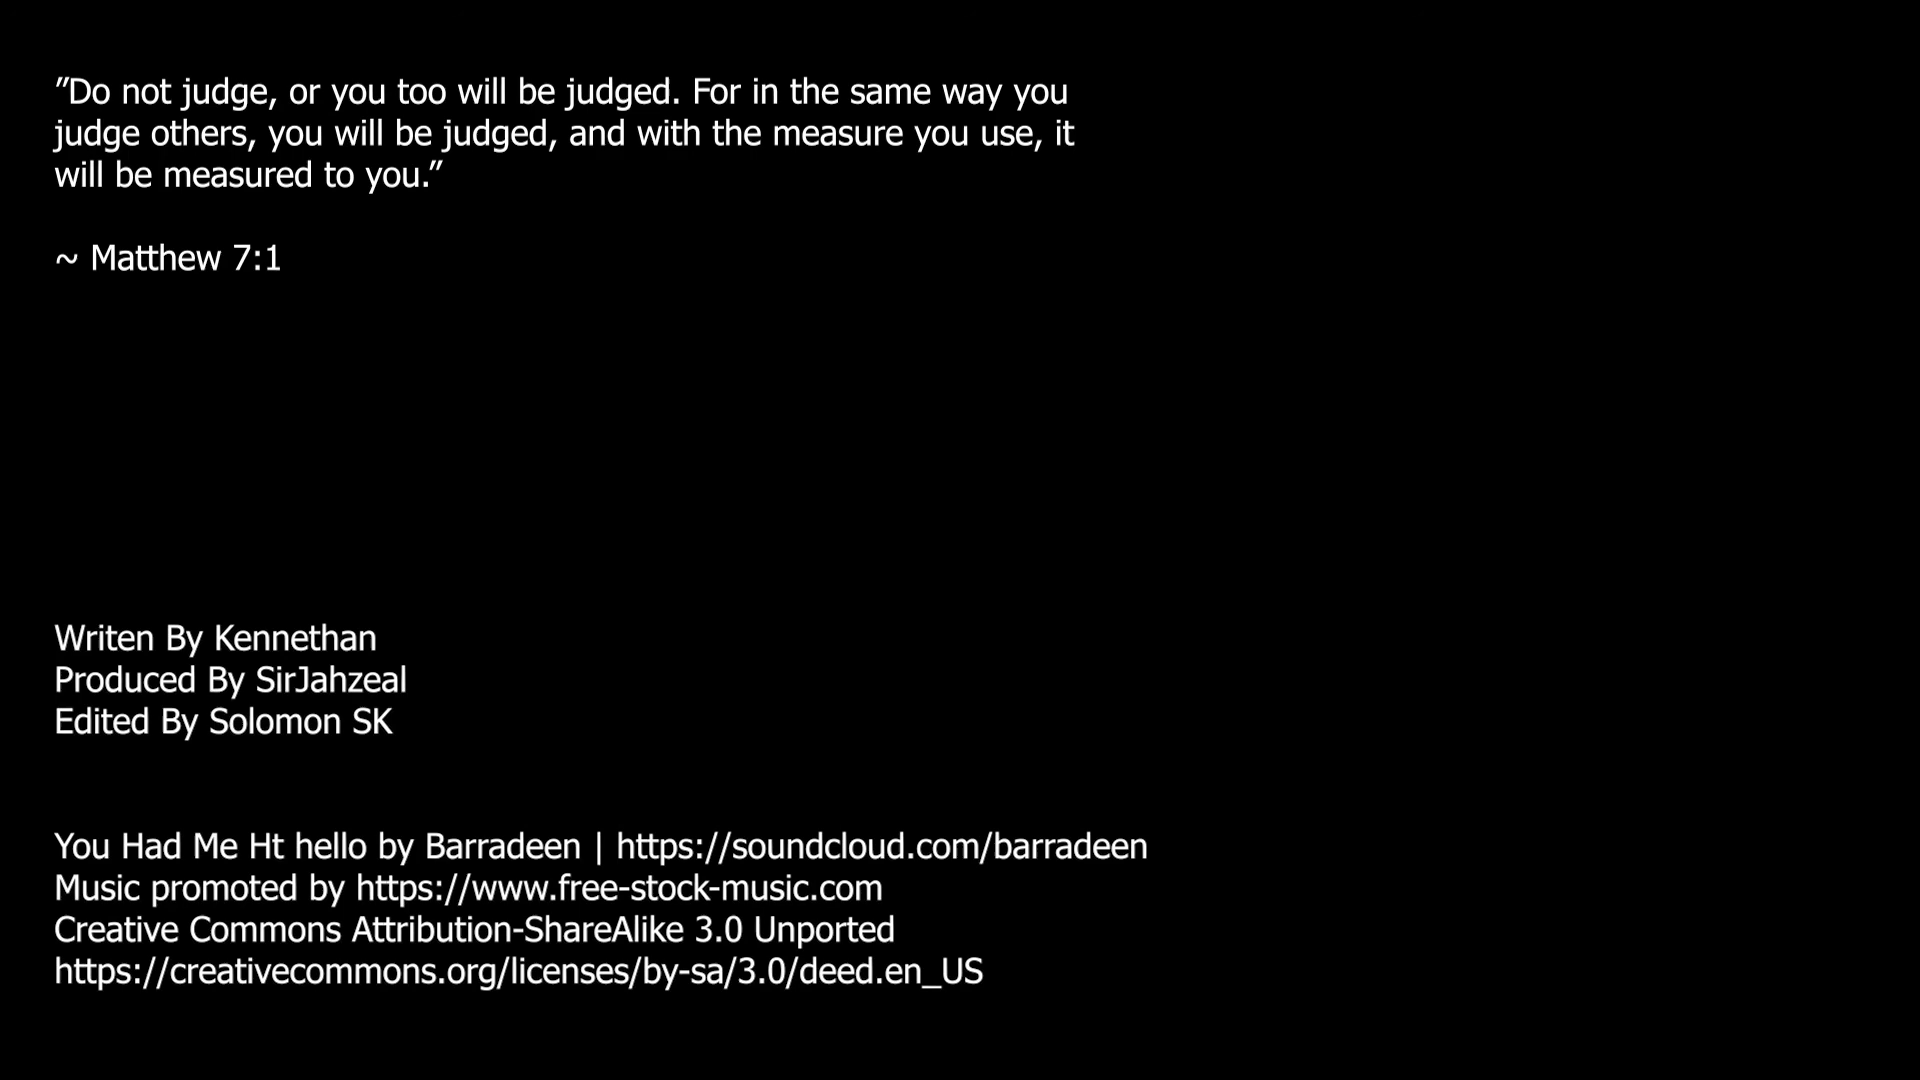 ”Do not judge, or you too will be judged. For in the same way you
judge others, you will be judged, and with the measure you use, it
will be measured to you.”
~ Matthew 7:1
Writen By Kennethan
Produced By SirJahzeal
Edited By Solomon SK
You Had Me Ht hello by Barradeen | https://soundcloud.com/barradeen
Music promoted by https://www.free-stock-music.com
Creative Commons Attribution-ShareAlike 3.0 Unported
https://creativecommons.org/licenses/by-sa/3.0/deed.en_US